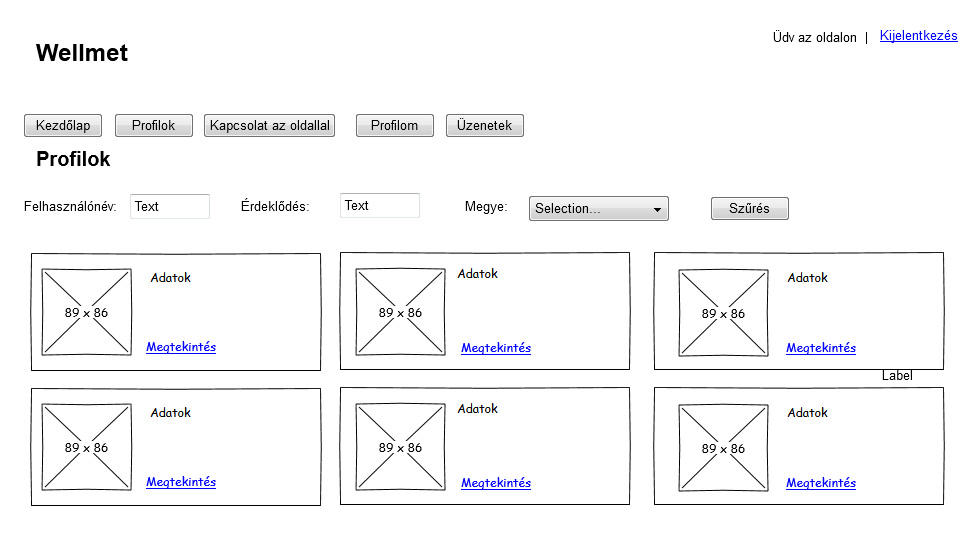 Wellmet
Üdv az oldalon | Kijelentkezés
Kezdőlap Profilok Kapcsolat az oldallal Profilom Üzenetek
Profilok
Felhasználónév: Text Érdeklődés: Text Megye: Selection... Szűrés
Adatok Adatok Adatok
89 x 86 89 x 86 89 x 86
Megtekintés Megtekintés Megtekintés
Label
Adatok Adatok Adatok
89 x 86 89 x 86 89 x 86
Megtekintés Megtekintés Megtekintés